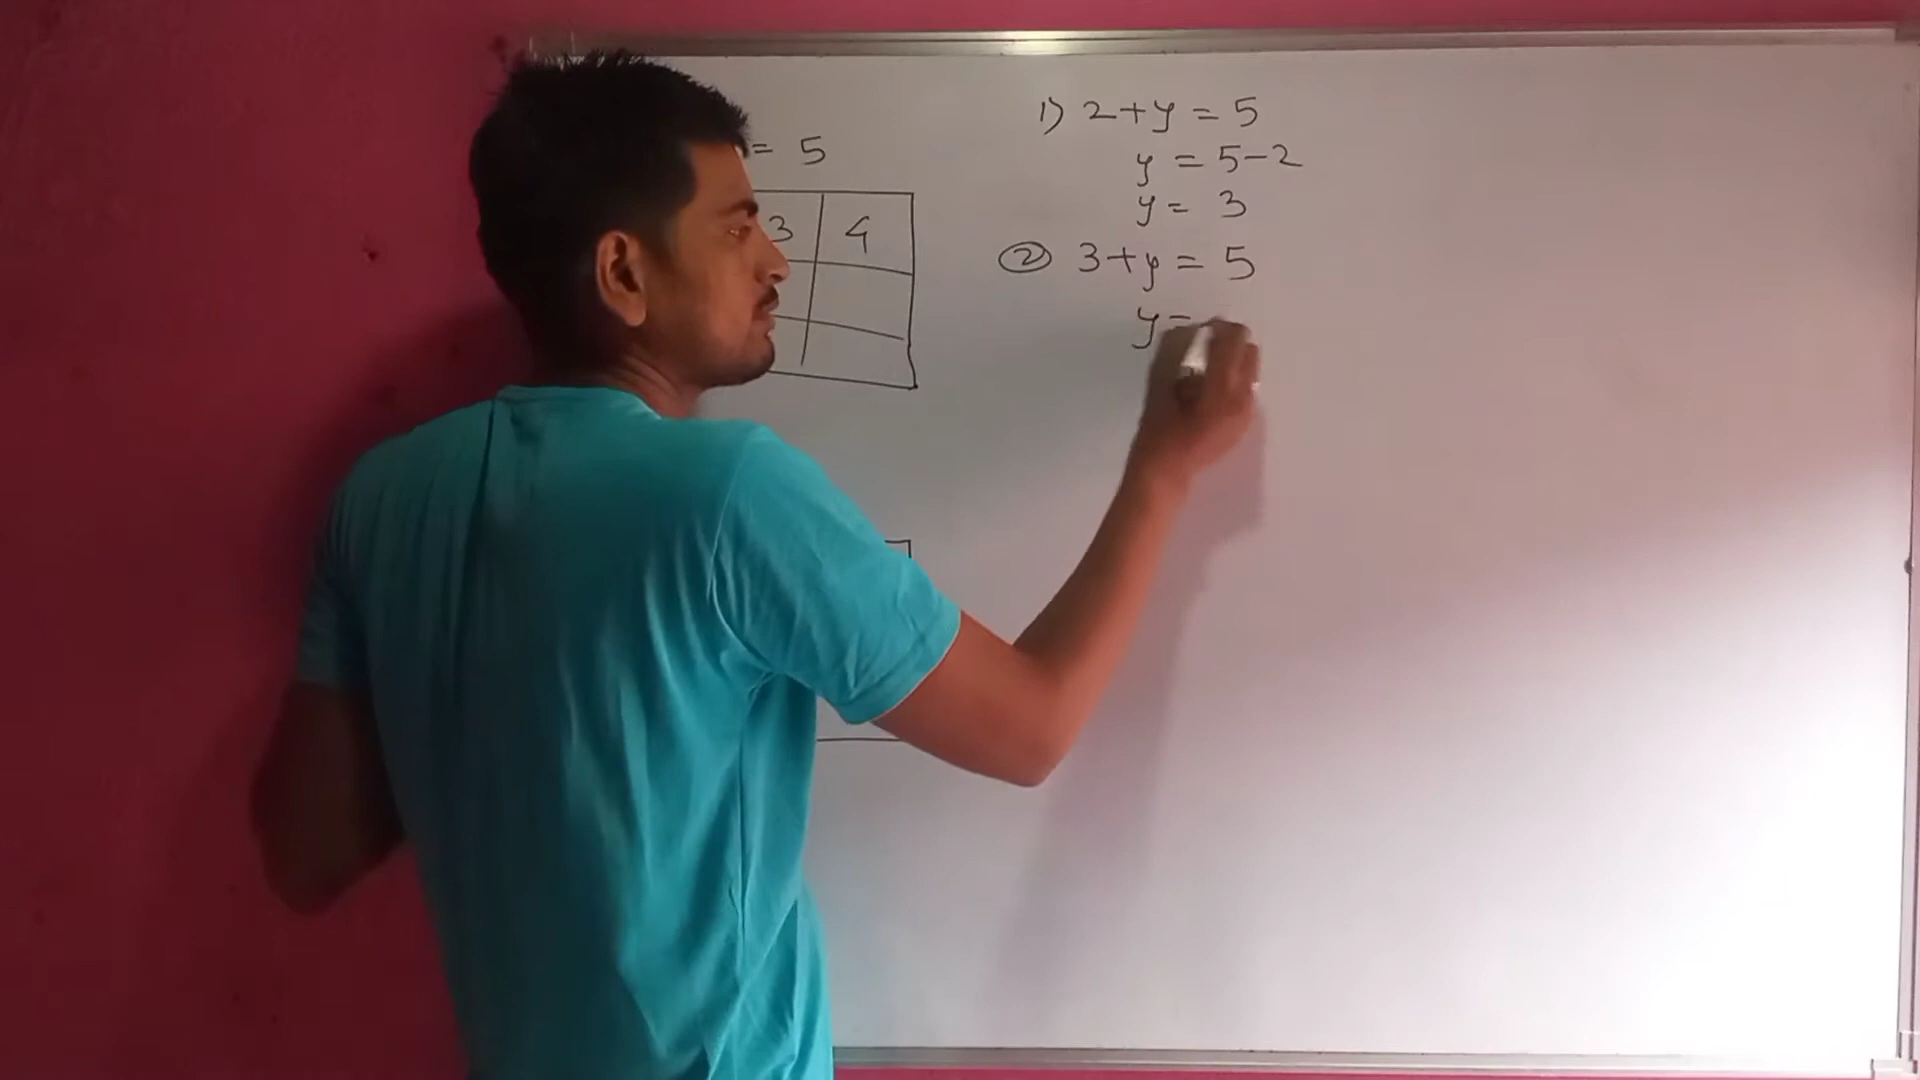 = 5
3 4
1) 2+y = 5
y = 5-2
y = 3
② 3+y = 5
y =